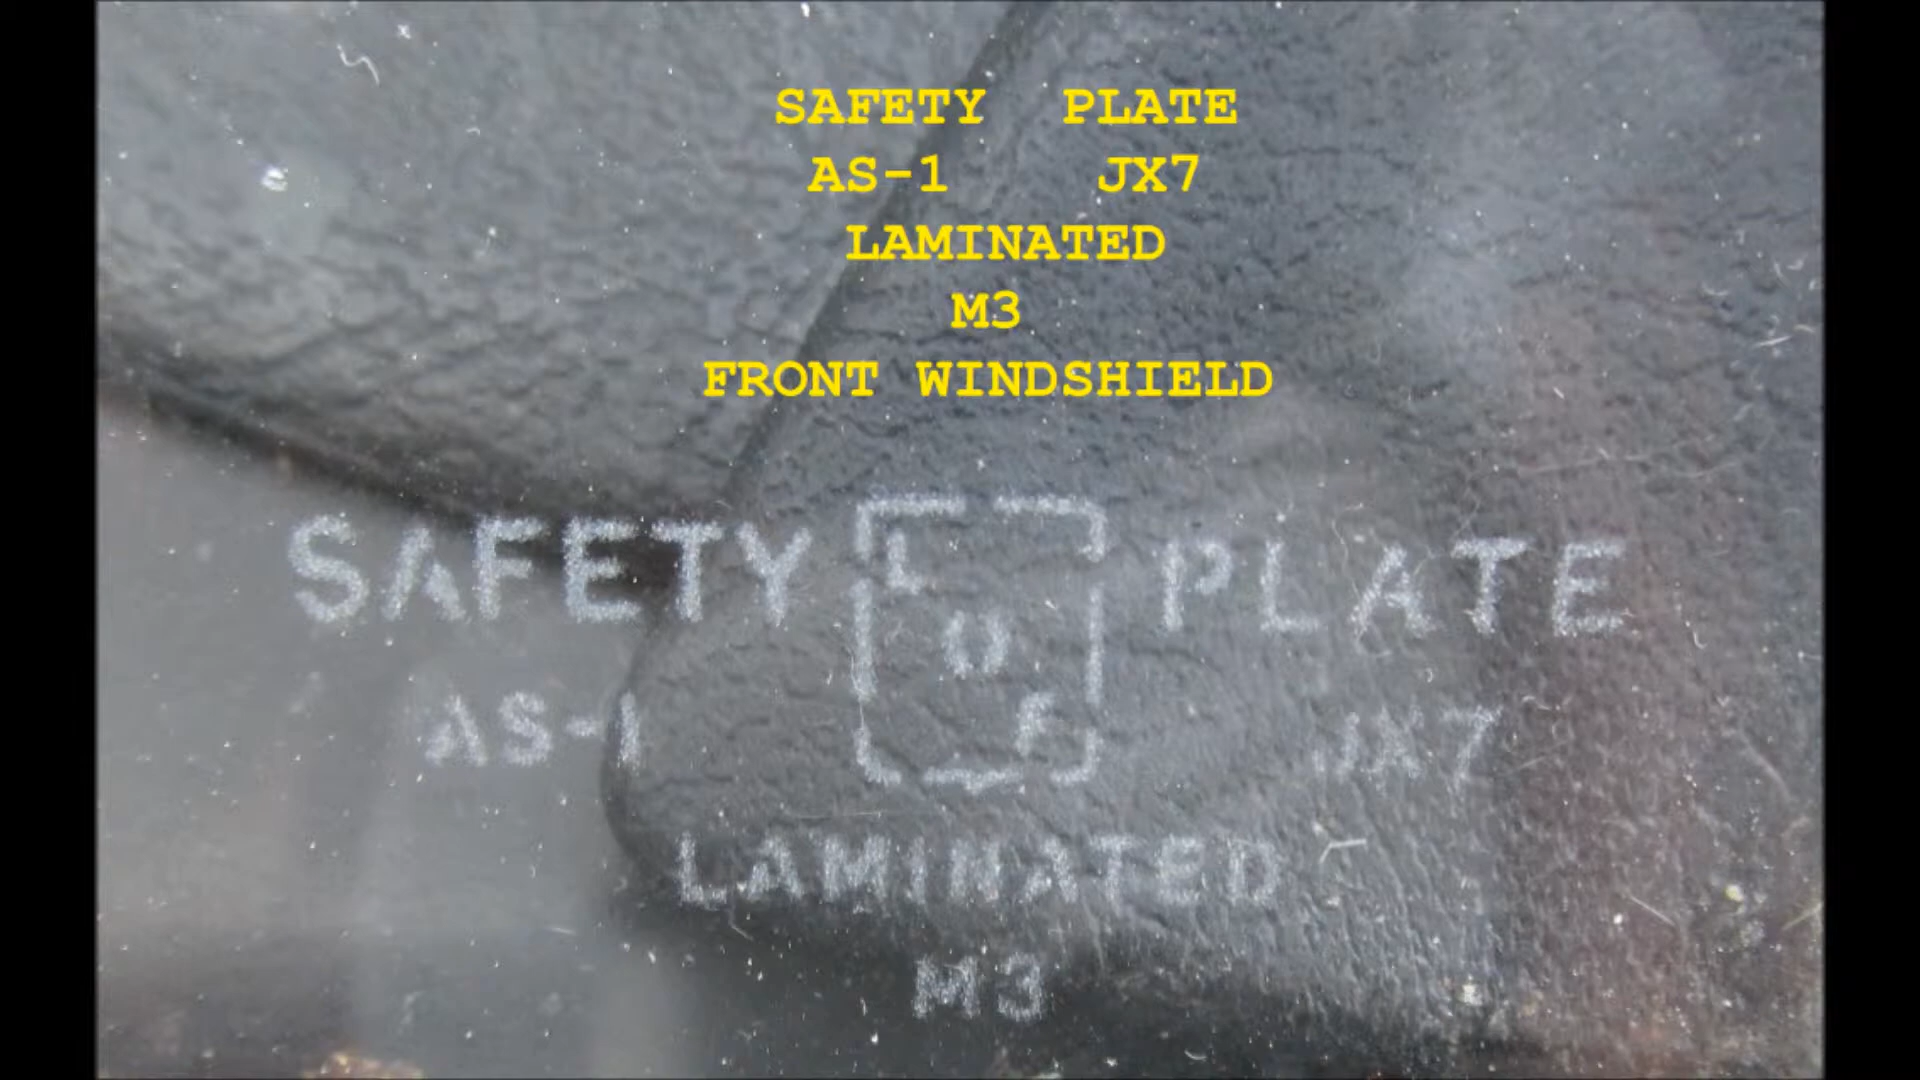 SAFETY PLATE
AS-1 JX7
LAMINATED
M3
FRONT WINDSHIELD
SAFETY L PLATE
O
F
AS-1 JX7
LAMINATED
M3